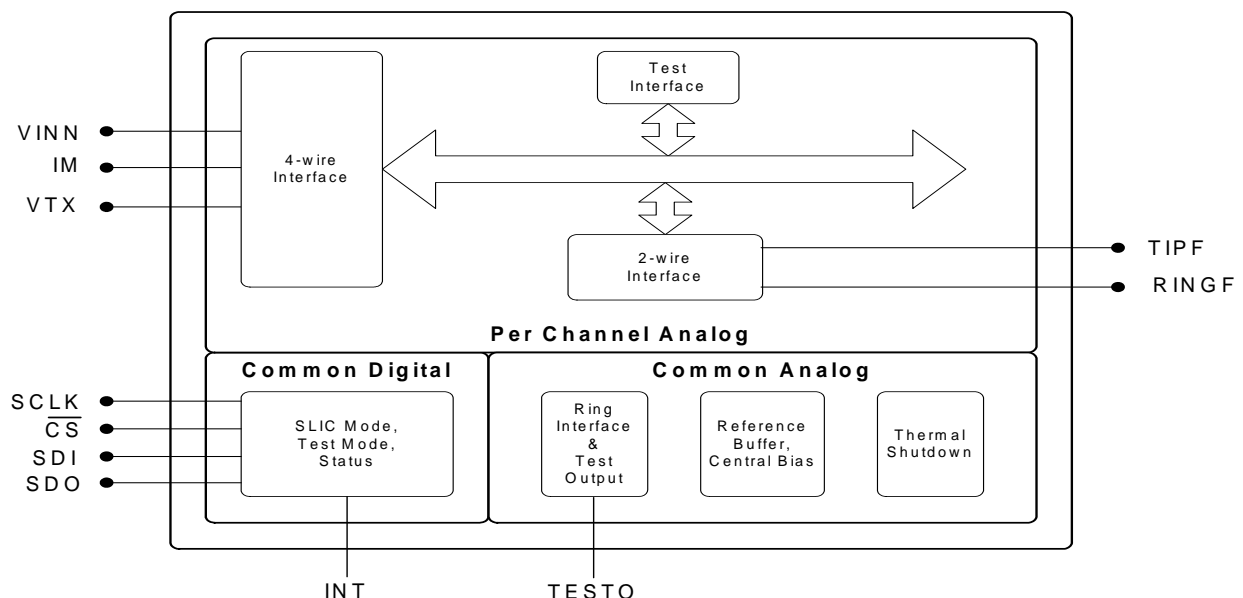 Test
Interface
VINN
IM
VTX
4-wire
Interface
2-wire
Interface
TIPF
RINGF
Per Channel Analog
Common Digital
Common Analog
SCLK
CS
SDI
SDO
SLIC Mode,
Test Mode,
Status
Ring
Interface
&
Test
Output
Reference
Buffer,
Central Bias
Thermal
Shutdown
INT
TESTO